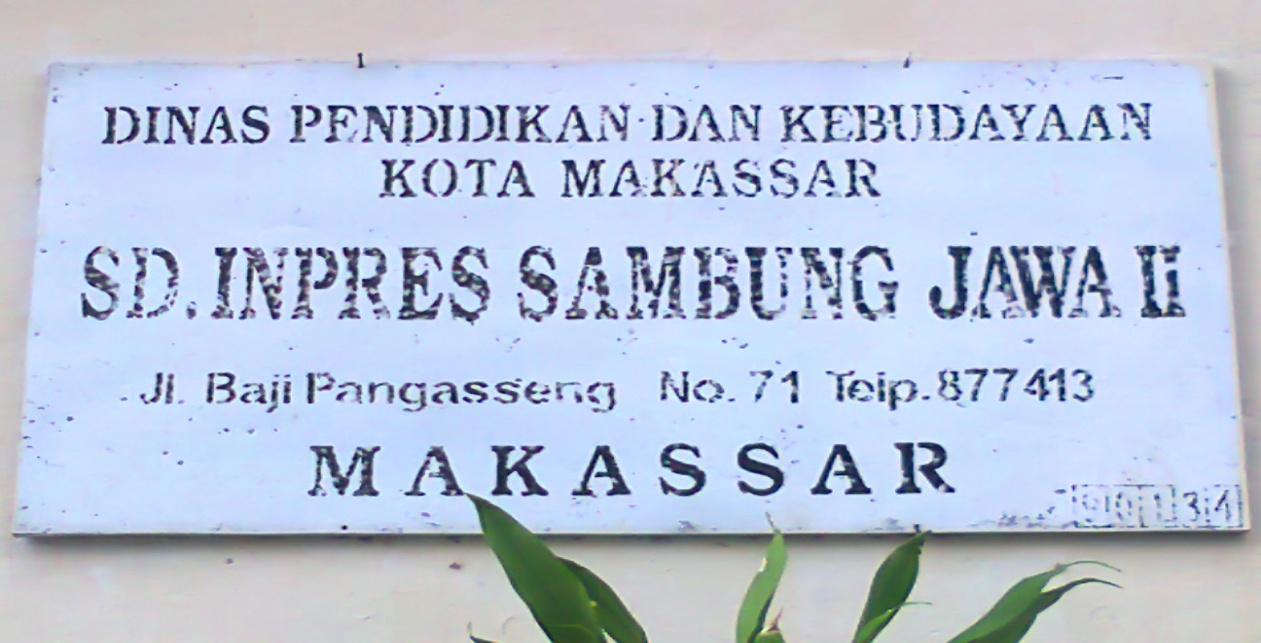 DINAS PENDIDIKAN DAN KEBUDAYAAN
KOTA MAKASSAR
SD. INPRES SAMBUNG JAWA II
Jl. Baji Pangasseng No. 71 Telp. 877413
MAKASSAR
90134